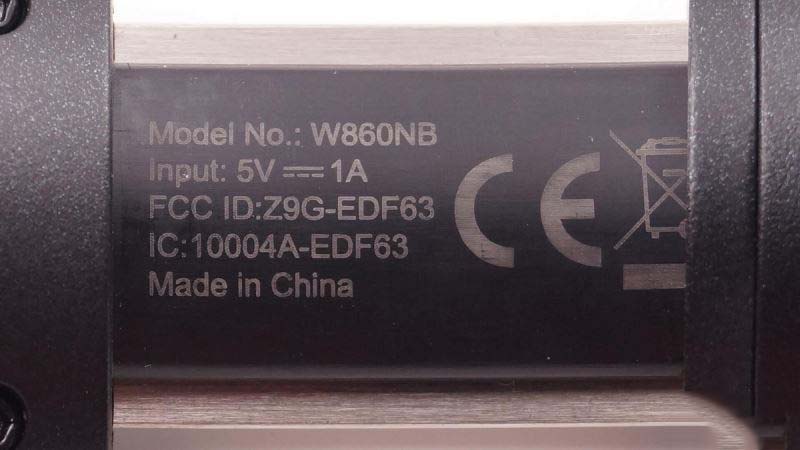 Model No.: W860NB
Input: 5V ⎓ 1A
FCC ID:Z9G-EDF63
IC:10004A-EDF63
Made in China
CE